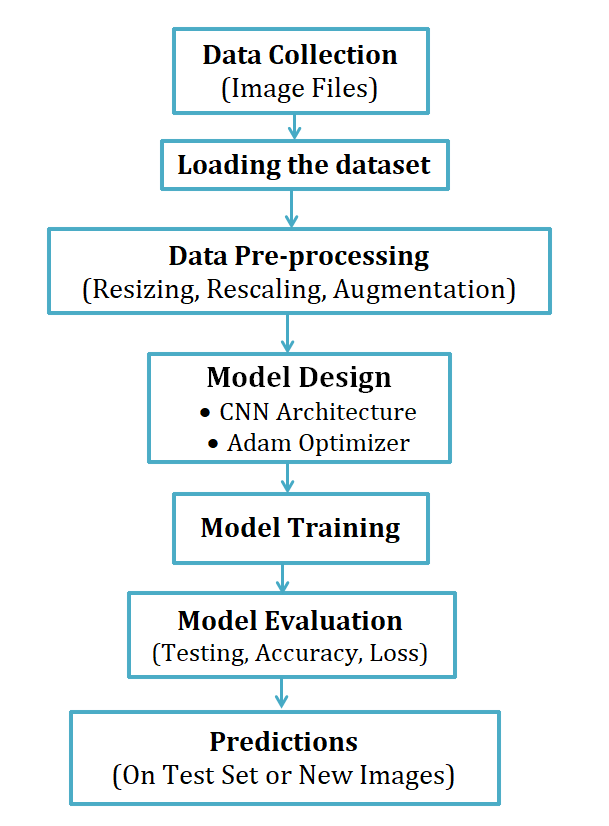 Data Collection
(Image Files)
Loading the dataset
Data Pre-processing
(Resizing, Rescaling, Augmentation)
Model Design
• CNN Architecture
• Adam Optimizer
Model Training
Model Evaluation
(Testing, Accuracy, Loss)
Predictions
(On Test Set or New Images)